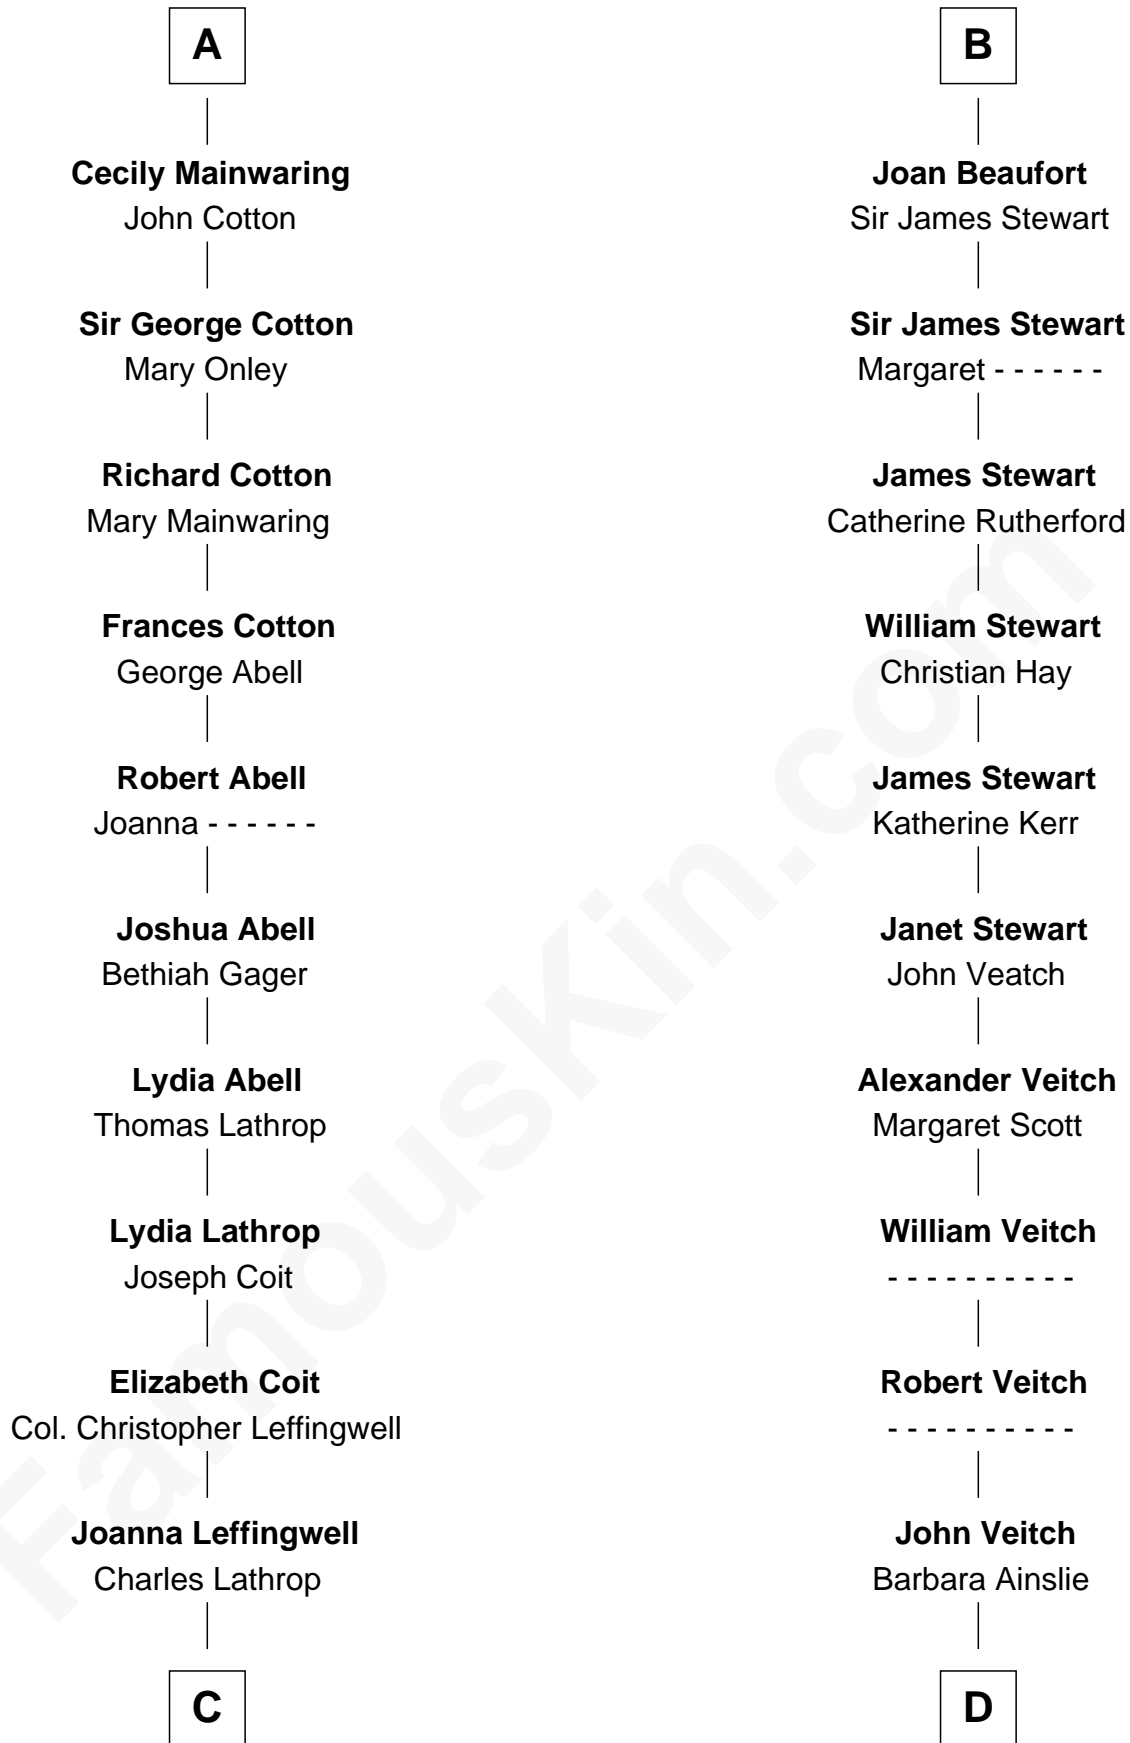 A
Cecily Mainwaring
John Cotton
Sir George Cotton
Mary Onley
Richard Cotton
Mary Mainwaring
Frances Cotton
George Abell
Robert Abell
Joanna - - - - - -
Joshua Abell
Bethiah Gager
Lydia Abell
Thomas Lathrop
Lydia Lathrop
Joseph Coit
Elizabeth Coit
Col. Christopher Leffingwell
Joanna Leffingwell
Charles Lathrop
C
B
Joan Beaufort
Sir James Stewart
Sir James Stewart
Margaret - - - - - -
James Stewart
Catherine Rutherford
William Stewart
Christian Hay
James Stewart
Katherine Kerr
Janet Stewart
John Veatch
Alexander Veitch
Margaret Scott
William Veitch
- - - - - - - - - -
Robert Veitch
- - - - - - - - - -
John Veitch
Barbara Ainslie
D
FamousKin.com